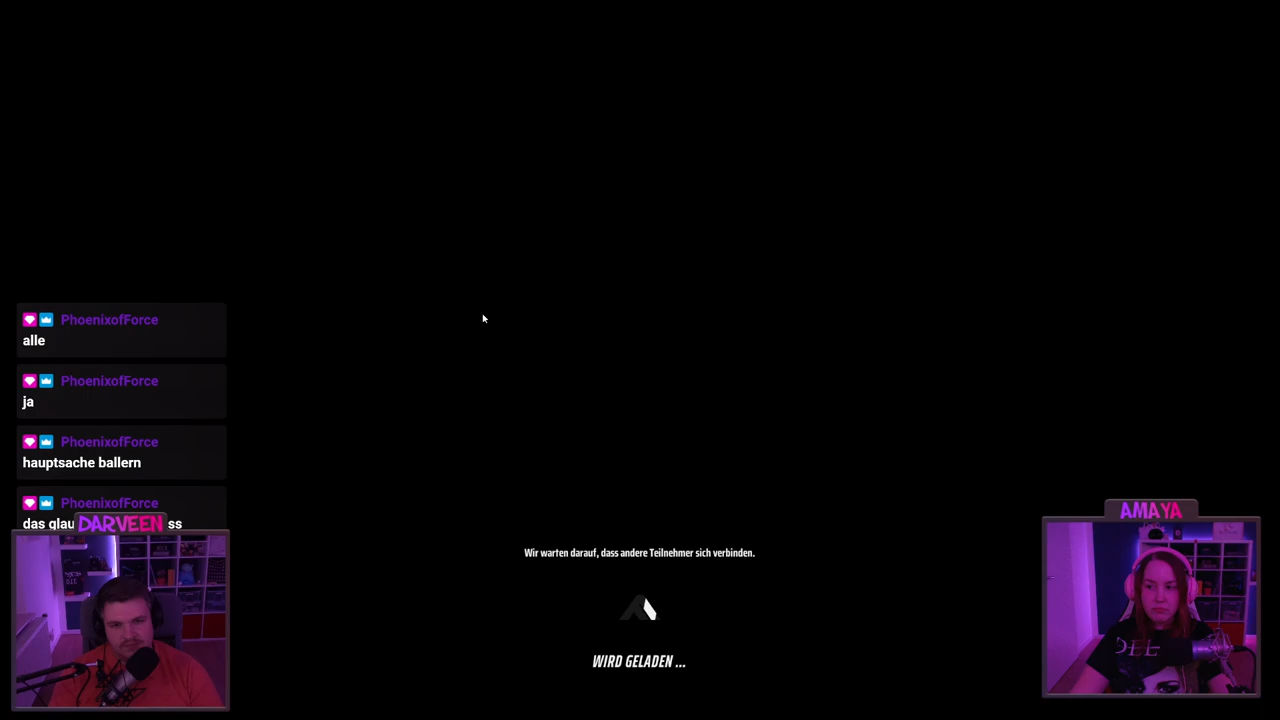 PhoenixofForce
alle
PhoenixofForce
ja
PhoenixofForce
hauptsache ballern
PhoenixofForce
das glau
ss
DARVEEN
AMAYA
Wir warten darauf, dass andere Teilnehmer sich verbinden.
WIRD GELADEN ...